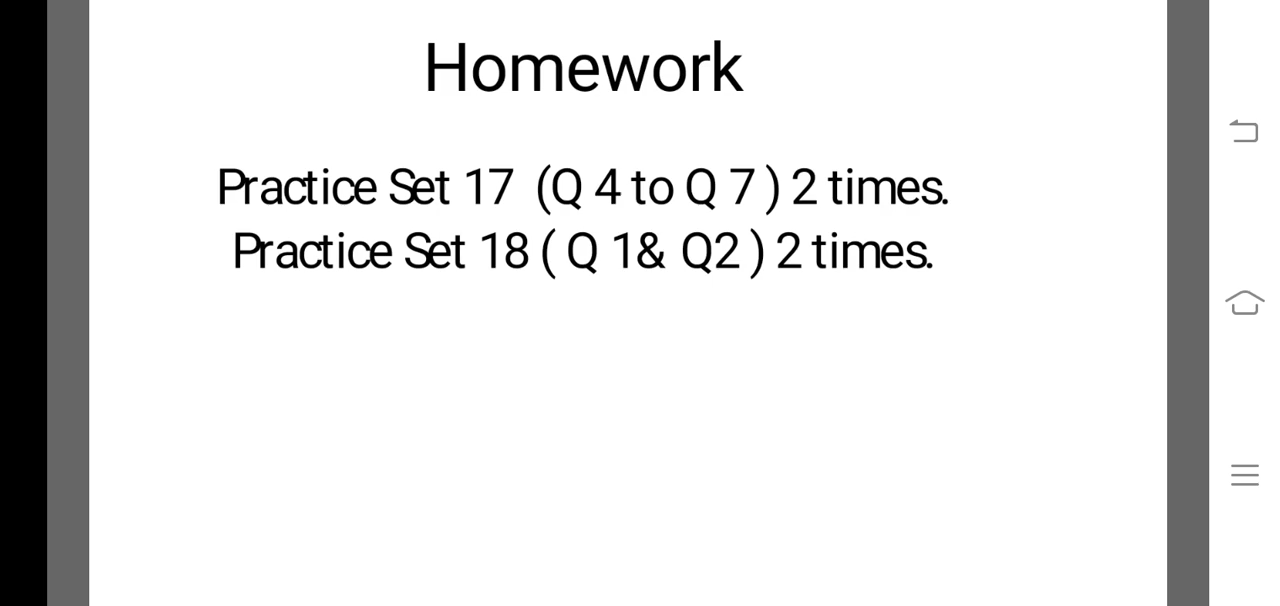 Homework
Practice Set 17 (Q 4 to Q 7 ) 2 times.
Practice Set 18 ( Q 1& Q2 ) 2 times.